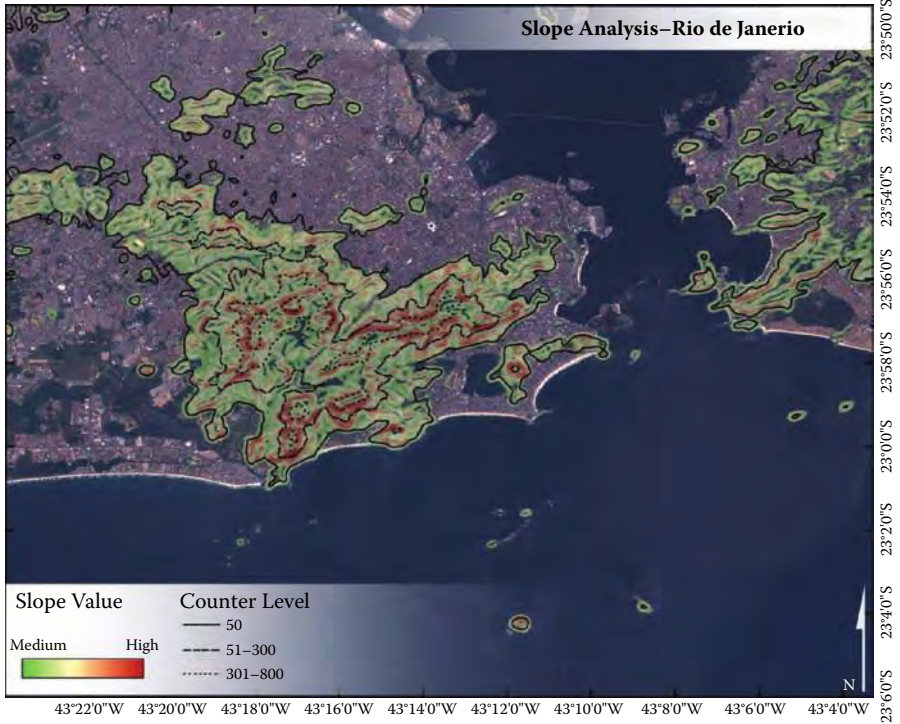 Slope Analysis–Rio de Janerio
23°50'0"S
23°52'0"S
23°54'0"S
23°56'0"S
23°58'0"S
23°0'0"S
23°2'0"S
23°4'0"S
23°6'0"S
Slope Value
Medium High
Counter Level
50
51–300
301–800
N
43°22'0"W 43°20'0"W 43°18'0"W 43°16'0"W 43°14'0"W 43°12'0"W 43°10'0"W 43°8'0"W 43°6'0"W 43°4'0"W